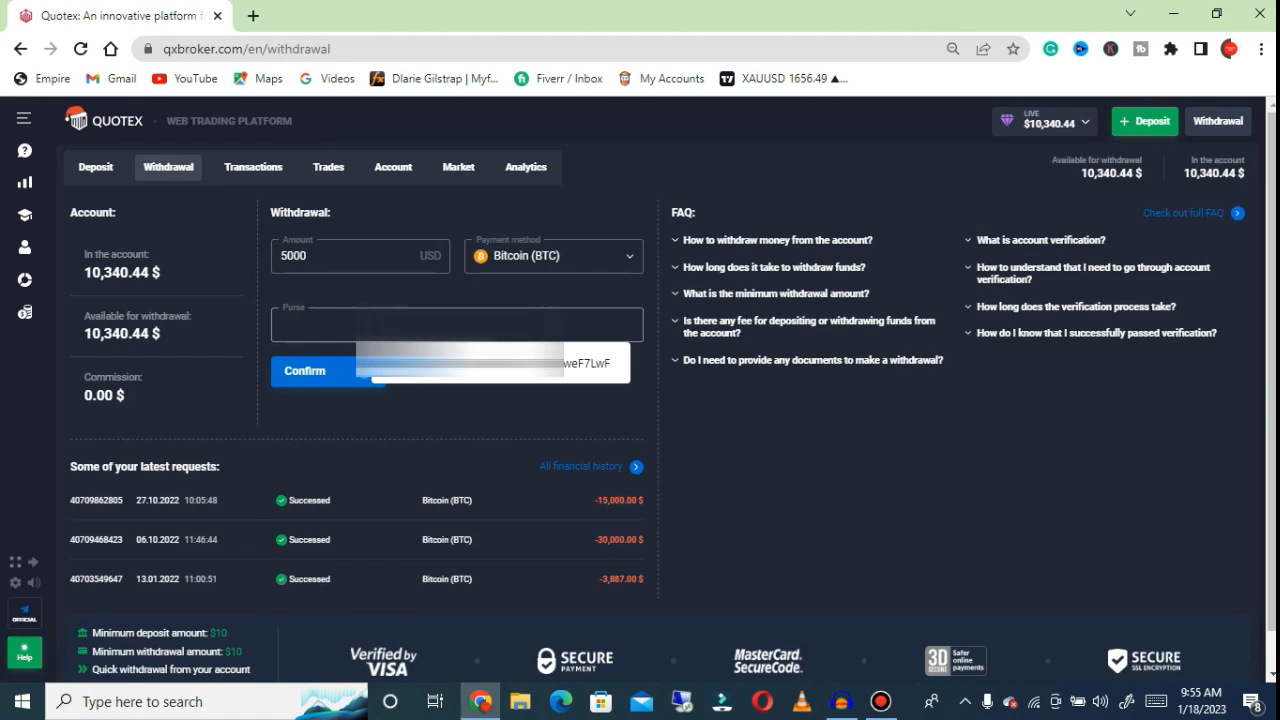 Quotex: An innovative platform f
qxbroker.com/en/withdrawal
Empire
Gmail
YouTube
Maps
Videos
Dlarie Gilstrap | Myf...
Fiverr / Inbox
My Accounts
XAUUSD 1656.49 ▲...
QUOTEX
WEB TRADING PLATFORM
LIVE
$10,340.44
+ Deposit
Withdrawal
Deposit
Withdrawal
Transactions
Trades
Account
Market
Analytics
Available for withdrawal
10,340.44 $
In the account
10,340.44 $
Account:
In the account:
10,340.44 $
Available for withdrawal:
10,340.44 $
Commission:
0.00 $
Withdrawal:
Amount
5000 USD
Payment method
Bitcoin (BTC)
Porse
weF7LwF
Confirm
FAQ:
Check out full FAQ
How to withdraw money from the account?
How long does it take to withdraw funds?
What is the minimum withdrawal amount?
Is there any fee for depositing or withdrawing funds from
the account?
Do I need to provide any documents to make a withdrawal?
What is account verification?
How to understand that I need to go through account
verification?
How long does the verification process take?
How do I know that I successfully passed verification?
Some of your latest requests:
All financial history
40709862805 27.10.2022 10:05:48 Successed Bitcoin (BTC) -15,000.00 $
40709468423 06.10.2022 11:46:44 Successed Bitcoin (BTC) -30,000.00 $
40703549647 13.01.2022 11:00:51 Successed Bitcoin (BTC) -3,887.00 $
OFFICIAL
Help
Minimum deposit amount: $10
Minimum withdrawal amount: $10
Quick withdrawal from your account
Verified by
VISA
SECURE
PAYMENT
MasterCard.
SecureCode.
3D
SECURE
Safer
online
payments
SECURE
SSL ENCRYPTION
Type here to search
9:55 AM
1/18/2023
8